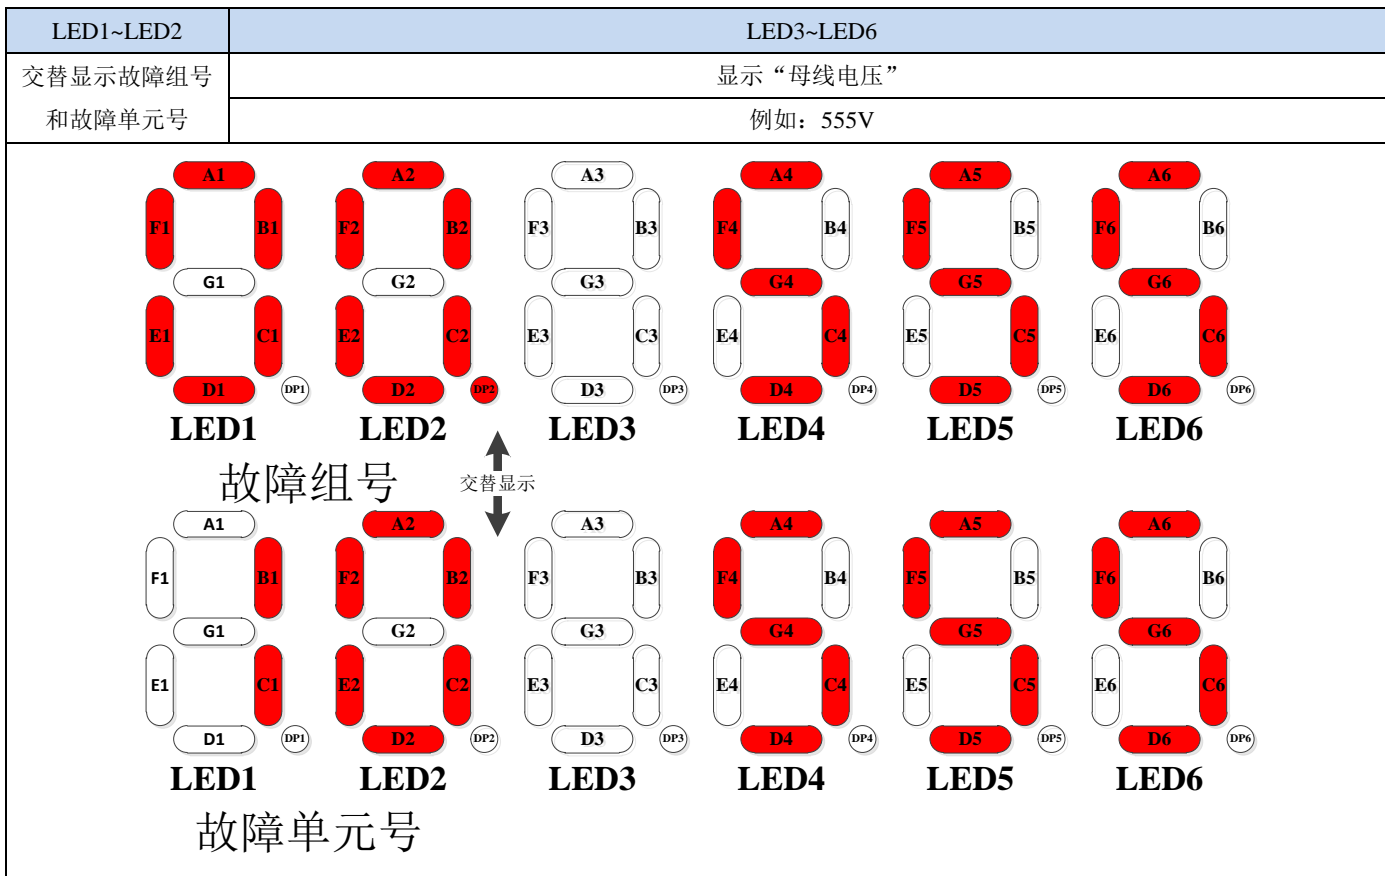 LED1~LED2 LED3~LED6
交替显示故障组号 显示“母线电压”
和故障单元号 例如：555V
A1 A2 A3 A4 A5 A6
F1 B1 F2 B2 F3 B3 F4 B4 F5 B5 F6 B6
G1 G2 G3 G4 G5 G6
E1 C1 E2 C2 E3 C3 E4 C4 E5 C5 E6 C6
D1 DP1 D2 DP2 D3 DP3 D4 DP4 D5 DP5 D6 DP6
LED1 LED2 LED3 LED4 LED5 LED6
故障组号 交替显示
A1 A2 A3 A4 A5 A6
F1 B1 F2 B2 F3 B3 F4 B4 F5 B5 F6 B6
G1 G2 G3 G4 G5 G6
E1 C1 E2 C2 E3 C3 E4 C4 E5 C5 E6 C6
D1 DP1 D2 DP2 D3 DP3 D4 DP4 D5 DP5 D6 DP6
LED1 LED2 LED3 LED4 LED5 LED6
故障单元号